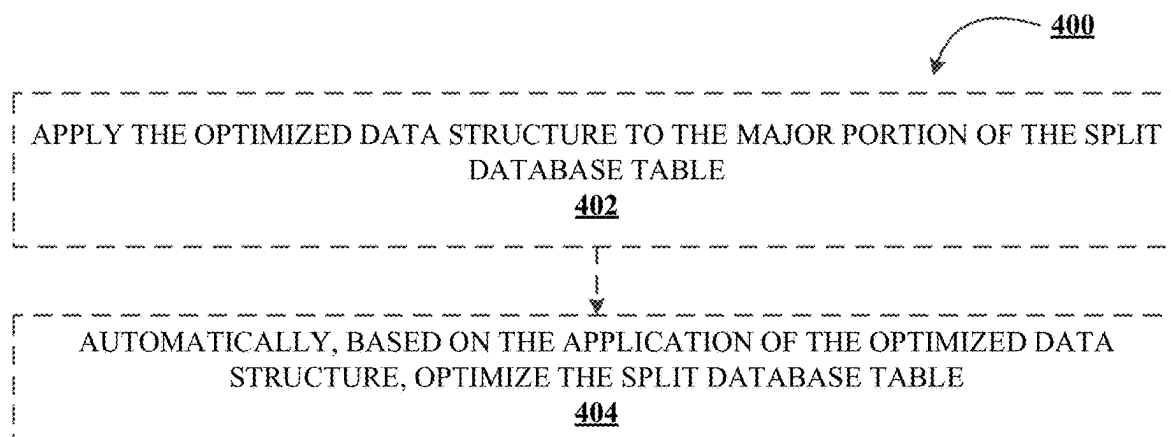 400
APPLY THE OPTIMIZED DATA STRUCTURE TO THE MAJOR PORTION OF THE SPLIT
DATABASE TABLE
402
AUTOMATICALLY, BASED ON THE APPLICATION OF THE OPTIMIZED DATA
STRUCTURE, OPTIMIZE THE SPLIT DATABASE TABLE
404